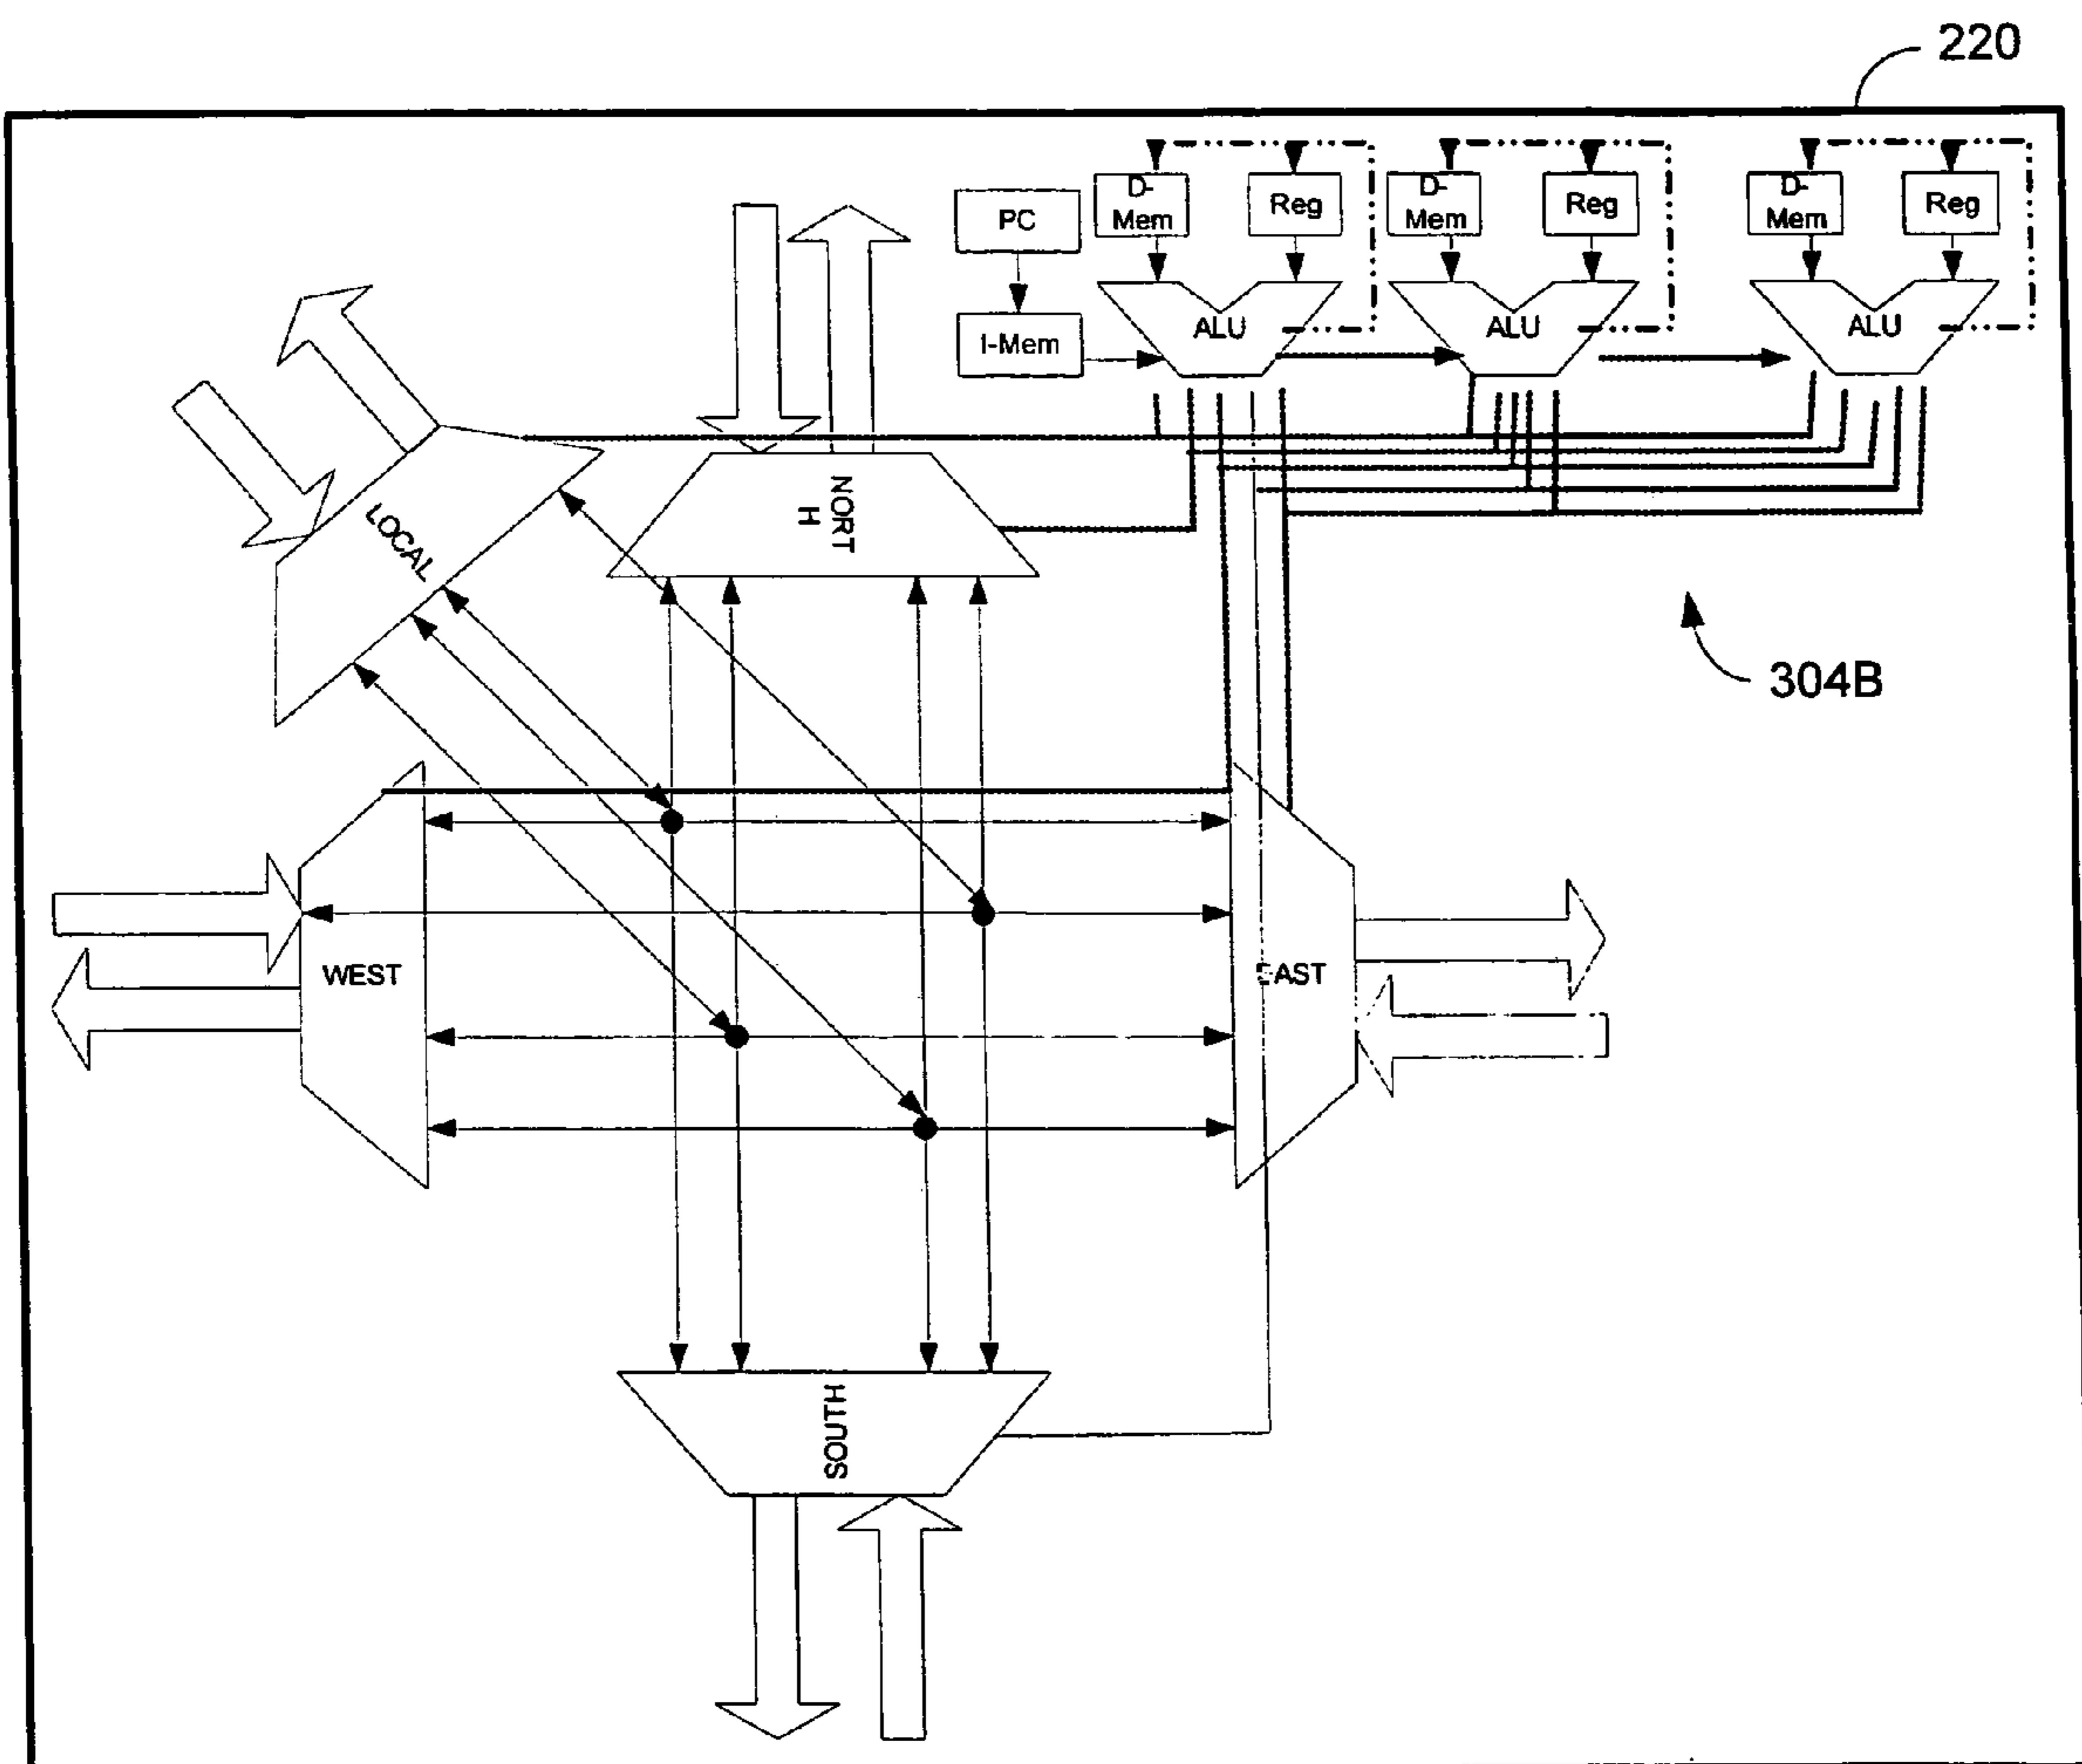 220
D-
Mem
Reg
D-
Mem
Reg
D-
Mem
Reg
PC
I-Mem
ALU
ALU
ALU
LOCAL
NORT
H
304B
WEST
EAST
SOUTH